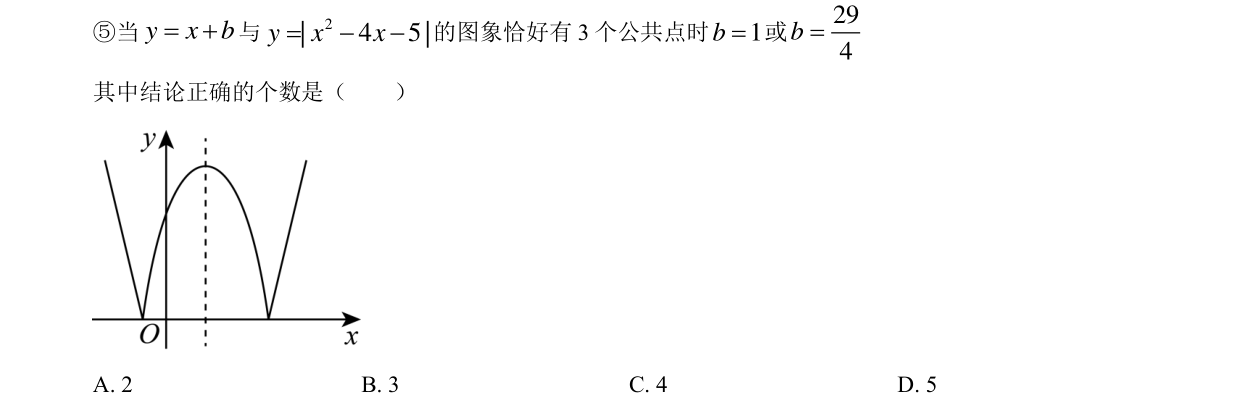 ⑤当 y = x + b 与 y = |x² − 4x − 5| 的图象恰好有 3 个公共点时 b = 1 或 b = 29/4
其中结论正确的个数是（　　）
y
O
x
A. 2　　B. 3　　C. 4　　D. 5